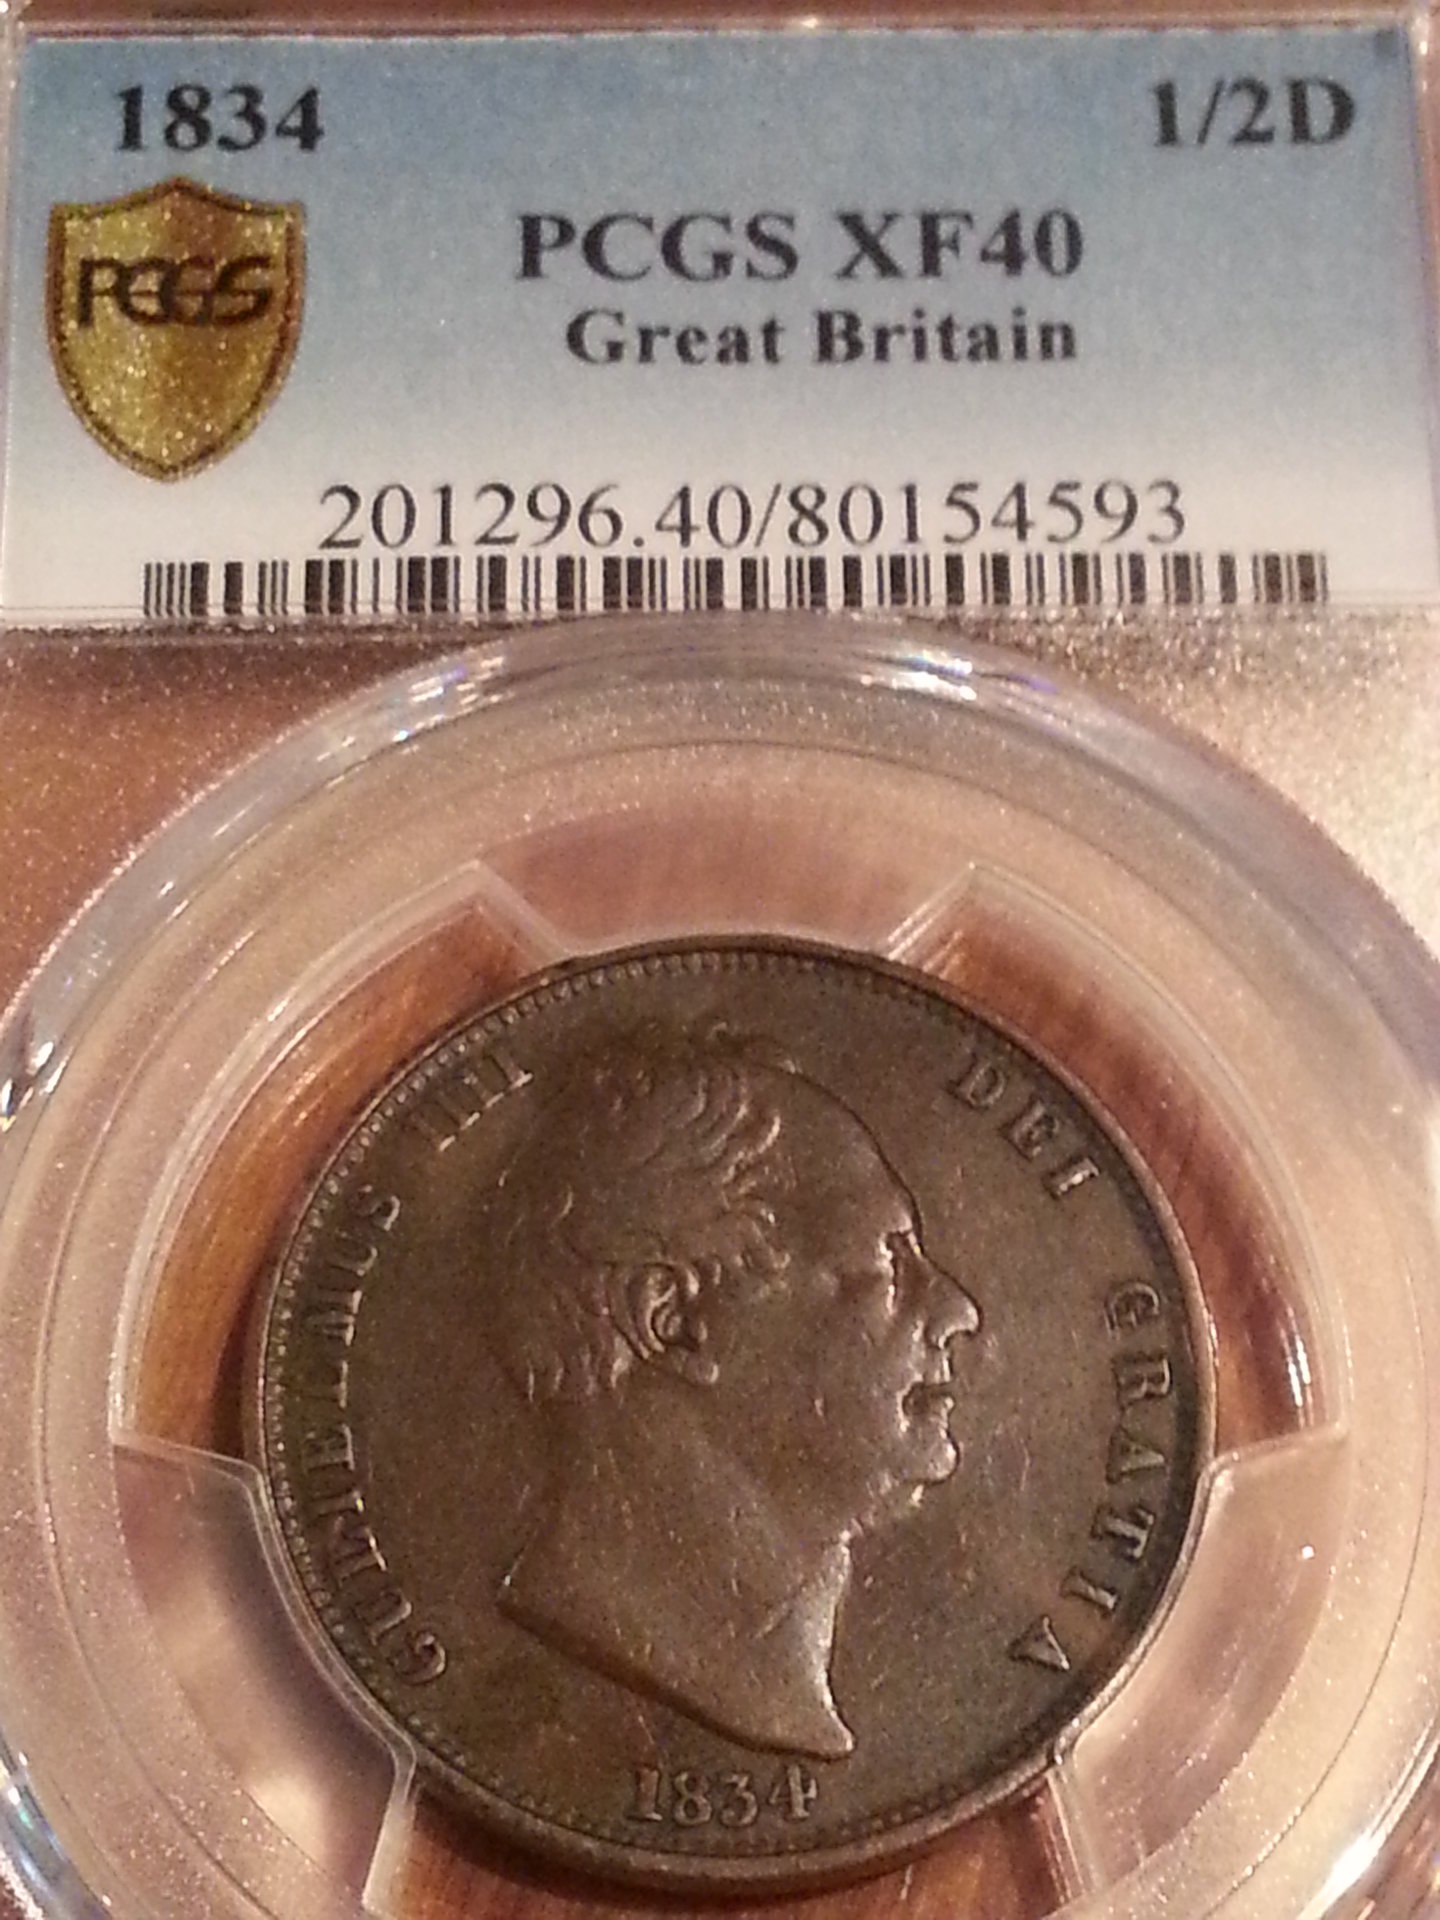 1834 1/2D
PCGS
PCGS XF40
Great Britain
201296.40/80154593
GULIELMUS IIII DEI GRATIA
1834